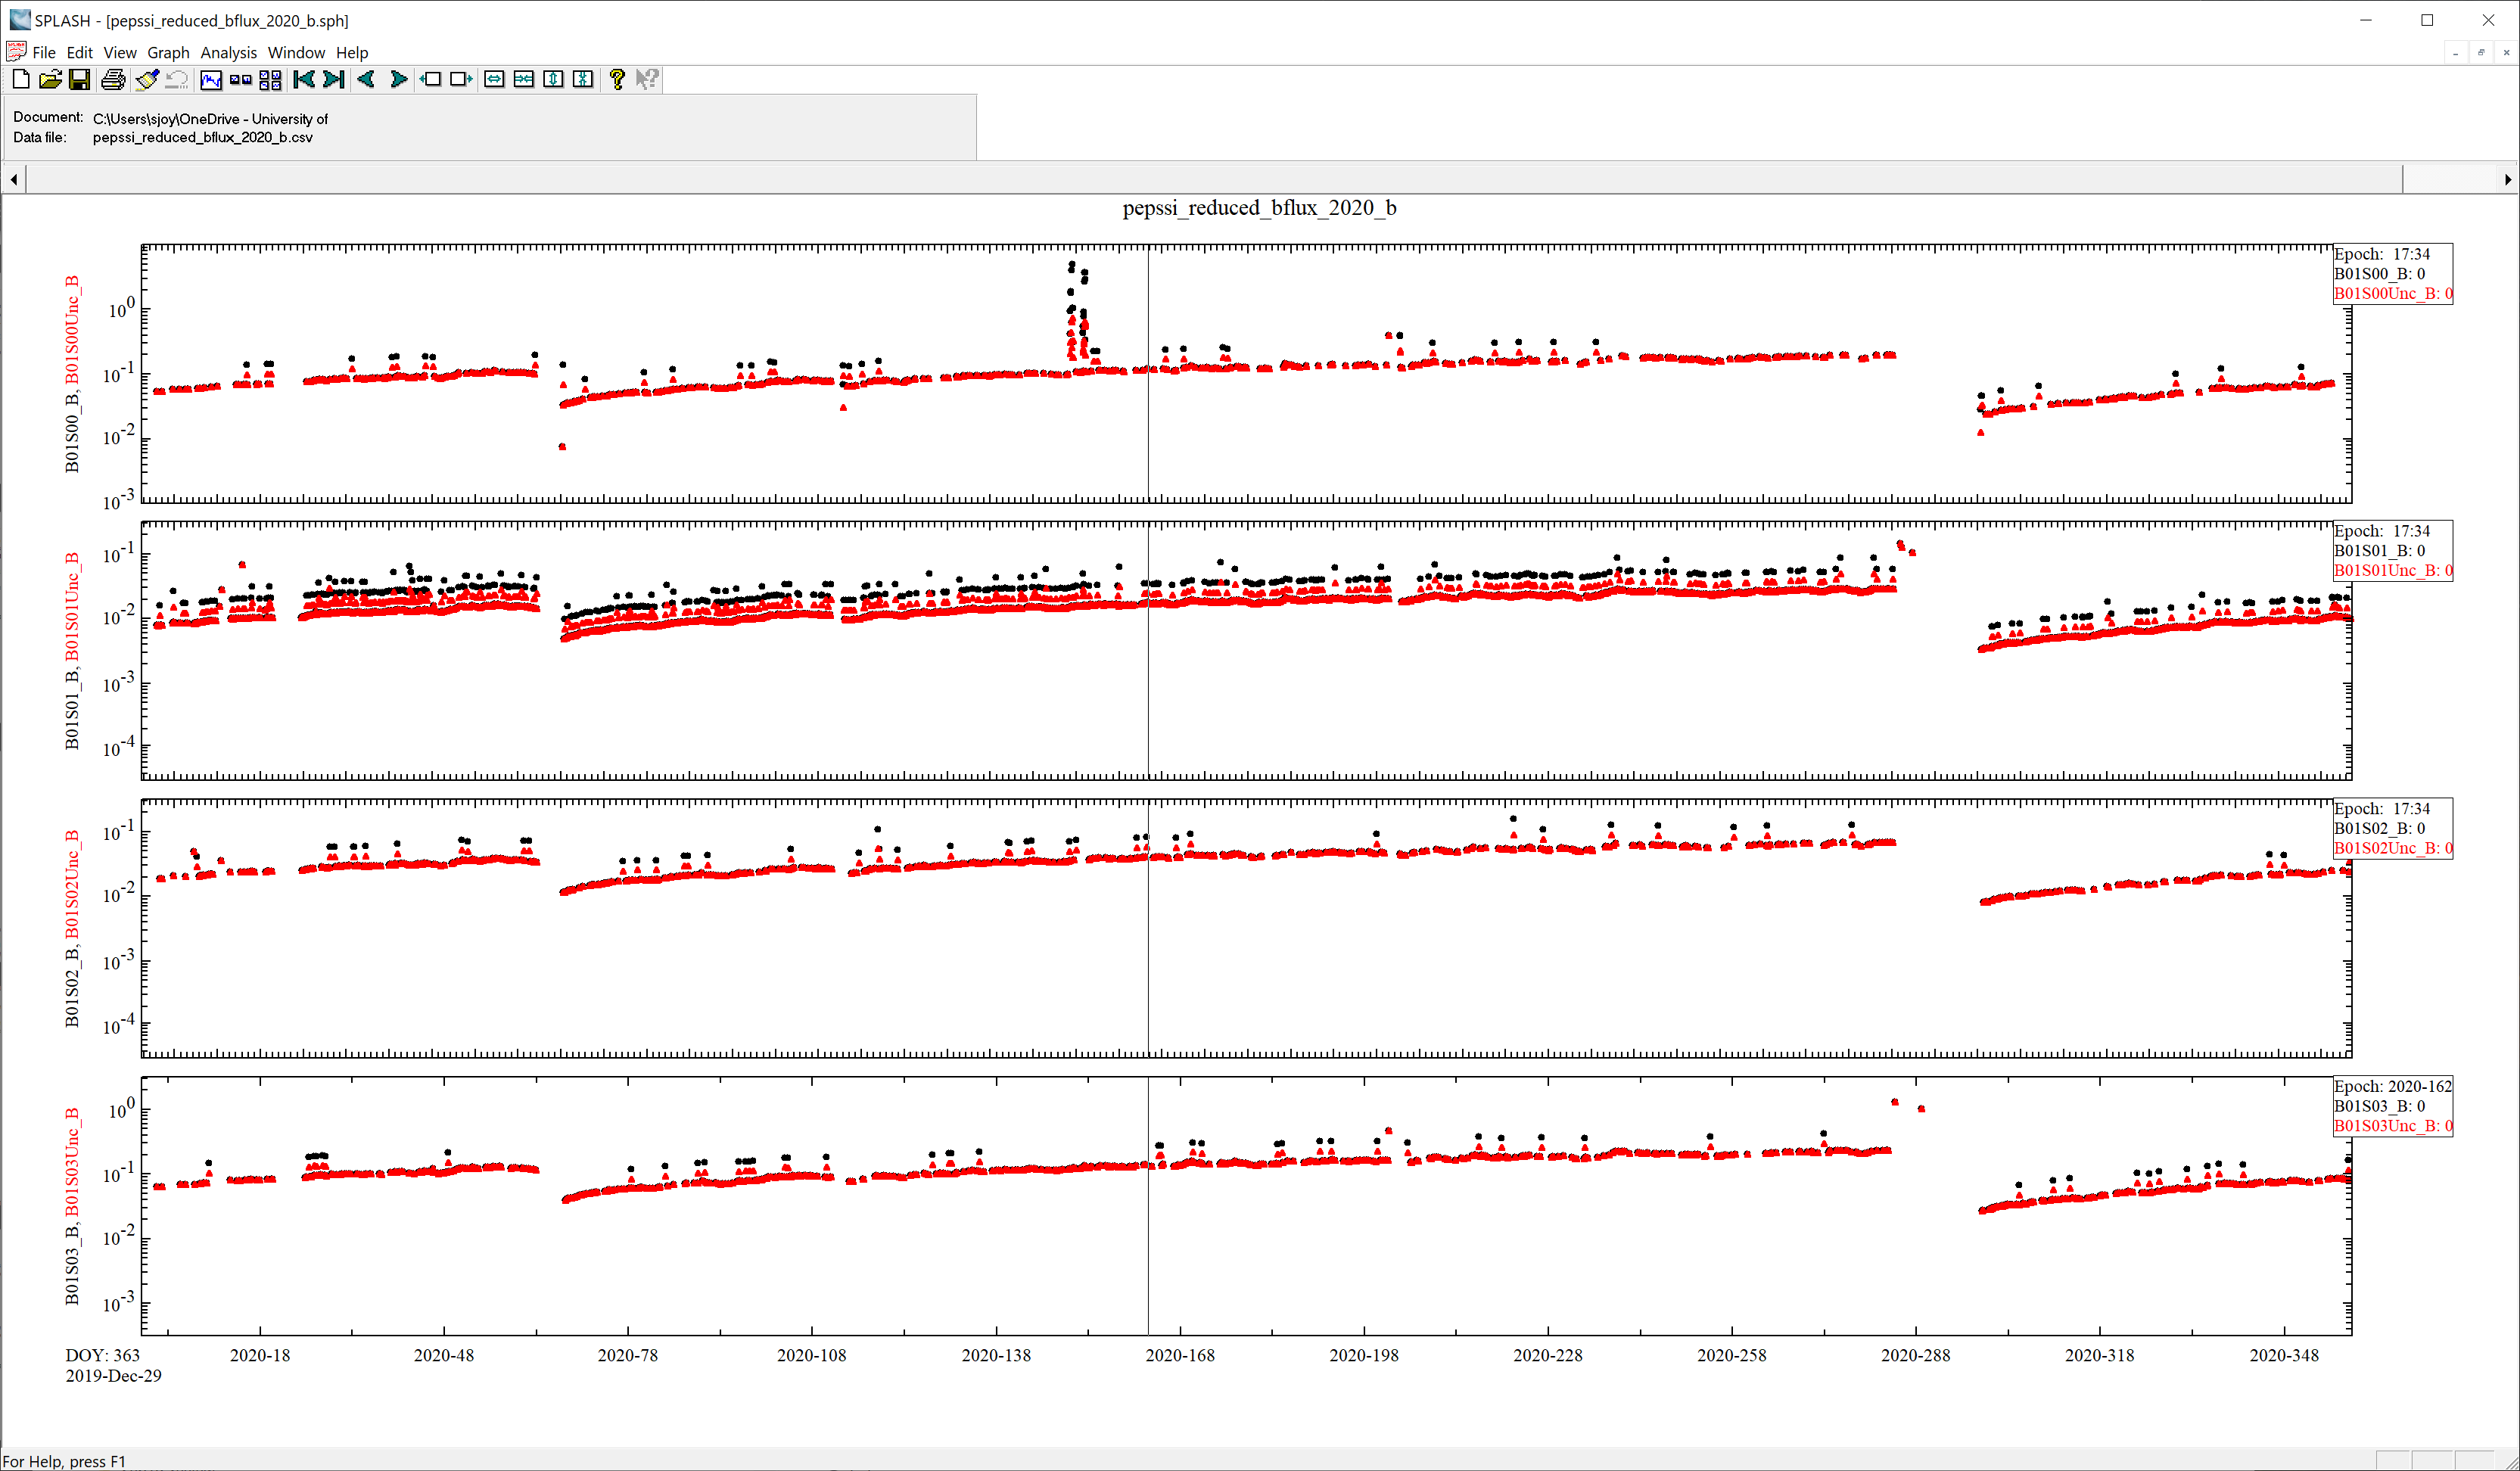 SPLASH - [pepssi_reduced_bflux_2020_b.sph]
File Edit View Graph Analysis Window Help
Document: C:\Users\sjoy\OneDrive - University of
Data file: pepssi_reduced_bflux_2020_b.csv
pepssi_reduced_bflux_2020_b
B01S00_B, B01S00Unc_B
10^0
10^-1
10^-2
10^-3
Epoch: 17:34
B01S00_B: 0
B01S00Unc_B: 0
B01S01_B, B01S01Unc_B
10^-1
10^-2
10^-3
10^-4
Epoch: 17:34
B01S01_B: 0
B01S01Unc_B: 0
B01S02_B, B01S02Unc_B
10^-1
10^-2
10^-3
10^-4
Epoch: 17:34
B01S02_B: 0
B01S02Unc_B: 0
B01S03_B, B01S03Unc_B
10^0
10^-1
10^-2
10^-3
Epoch: 2020-162
B01S03_B: 0
B01S03Unc_B: 0
DOY: 363 2020-18 2020-48 2020-78 2020-108 2020-138 2020-168 2020-198 2020-228 2020-258 2020-288 2020-318 2020-348
2019-Dec-29
For Help, press F1